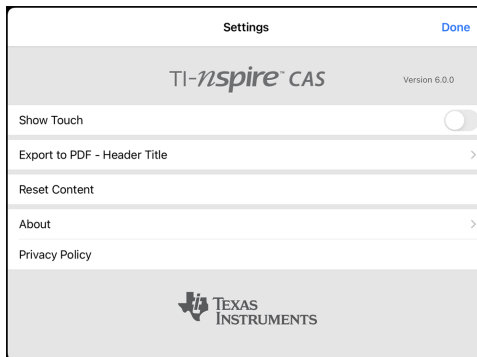 Settings
Done
TI-nspire™ CAS
Version 6.0.0
Show Touch
Export to PDF - Header Title
Reset Content
About
Privacy Policy
TEXAS
INSTRUMENTS